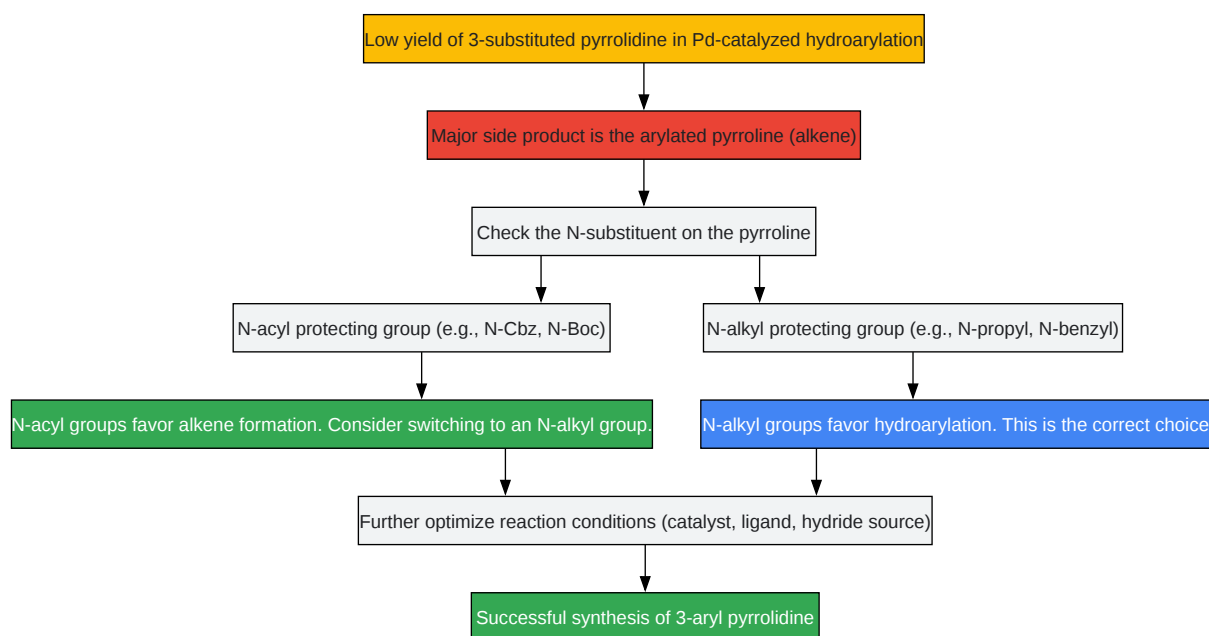 Low yield of 3-substituted pyrrolidine in Pd-catalyzed hydroarylation
Major side product is the arylated pyrroline (alkene)
Check the N-substituent on the pyrroline
N-acyl protecting group (e.g., N-Cbz, N-Boc)
N-alkyl protecting group (e.g., N-propyl, N-benzyl)
N-acyl groups favor alkene formation. Consider switching to an N-alkyl group.
N-alkyl groups favor hydroarylation. This is the correct choice.
Further optimize reaction conditions (catalyst, ligand, hydride source)
Successful synthesis of 3-aryl pyrrolidine